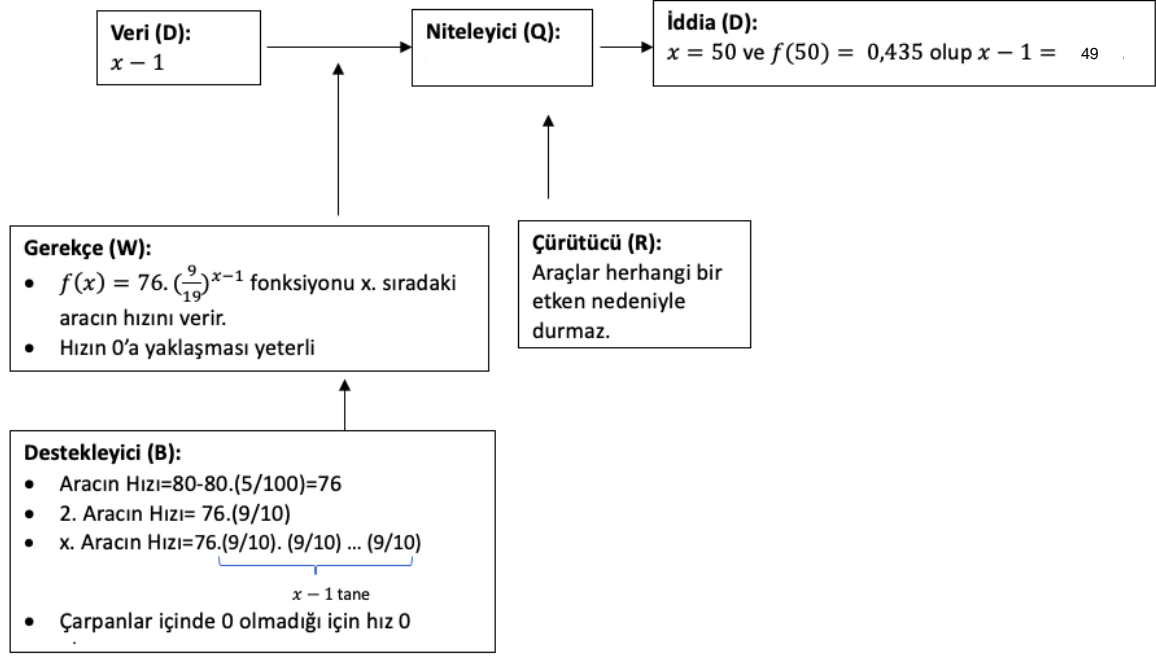 Veri (D):
x − 1
Niteleyici (Q):
İddia (D):
x = 50 ve f(50) = 0,435 olup x − 1 = 49
Gerekçe (W):
• f(x) = 76. (9/19)^(x−1) fonksiyonu x. sıradaki
aracın hızını verir.
• Hızın 0’a yaklaşması yeterli
Çürütücü (R):
Araçlar herhangi bir
etken nedeniyle
durmaz.
Destekleyici (B):
• Aracın Hızı=80-80.(5/100)=76
• 2. Aracın Hızı= 76.(9/10)
• x. Aracın Hızı=76.(9/10). (9/10) ... (9/10)
x − 1 tane
• Çarpanlar içinde 0 olmadığı için hız 0